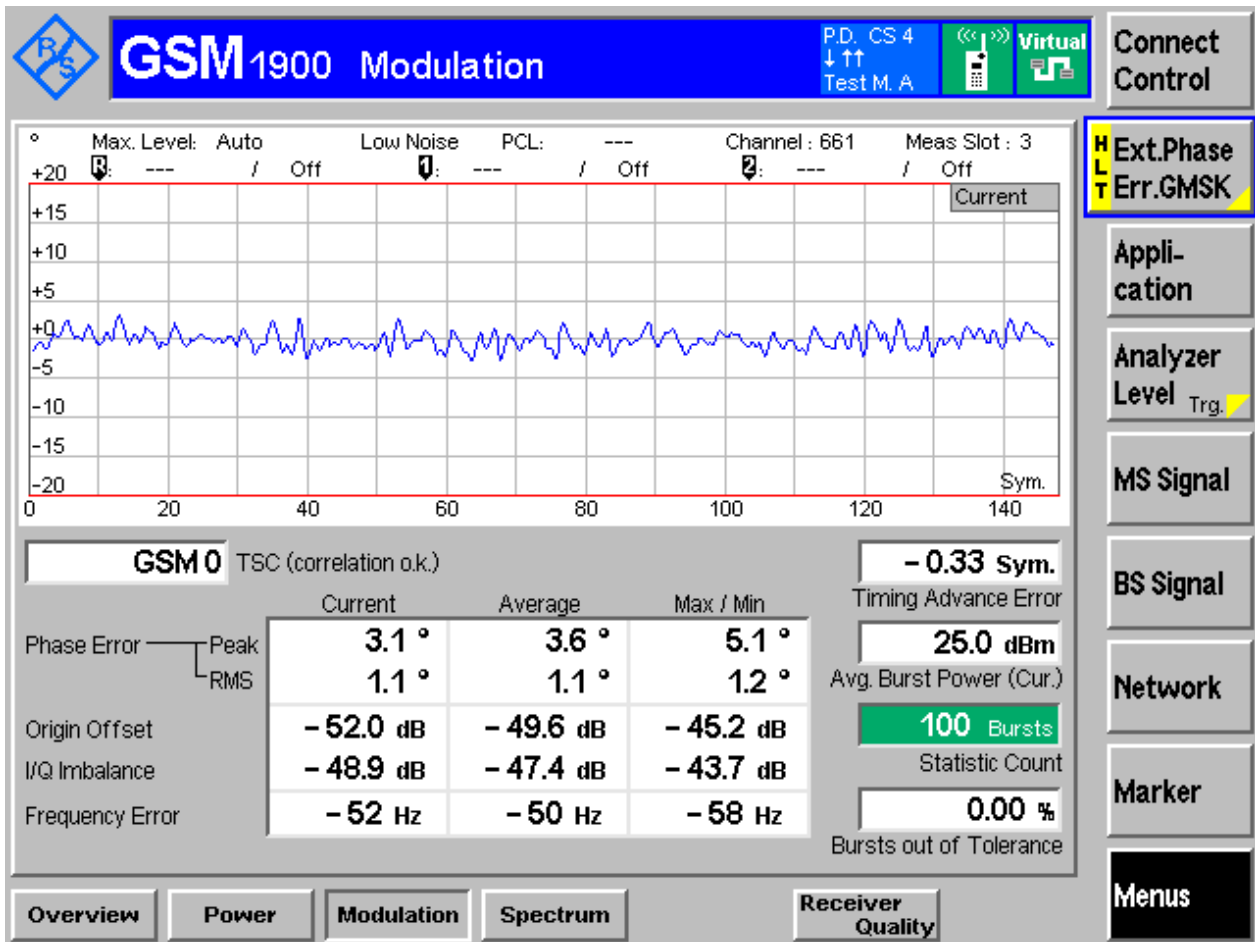 R/S
GSM 1900 Modulation
P.D. CS 4
↓ ↑↑
Test M. A
Virtual
Connect Control
° Max. Level: Auto Low Noise PCL: --- Channel : 661 Meas Slot : 3
R: --- / Off 1: --- / Off 2: --- / Off
Current
+20
+15
+10
+5
+0
-5
-10
-15
-20
Sym.
0 20 40 60 80 100 120 140
HLT
Ext.Phase
Err.GMSK
Appli-
cation
Analyzer
Level Trg.
MS Signal
BS Signal
Network
Marker
Menus
GSM 0 TSC (correlation o.k.)
Current Average Max / Min
Phase Error Peak 3.1 ° 3.6 ° 5.1 °
RMS 1.1 ° 1.1 ° 1.2 °
Origin Offset – 52.0 dB – 49.6 dB – 45.2 dB
I/Q Imbalance – 48.9 dB – 47.4 dB – 43.7 dB
Frequency Error – 52 Hz – 50 Hz – 58 Hz
– 0.33 Sym.
Timing Advance Error
25.0 dBm
Avg. Burst Power (Cur.)
100 Bursts
Statistic Count
0.00 %
Bursts out of Tolerance
Overview Power Modulation Spectrum Receiver
Quality